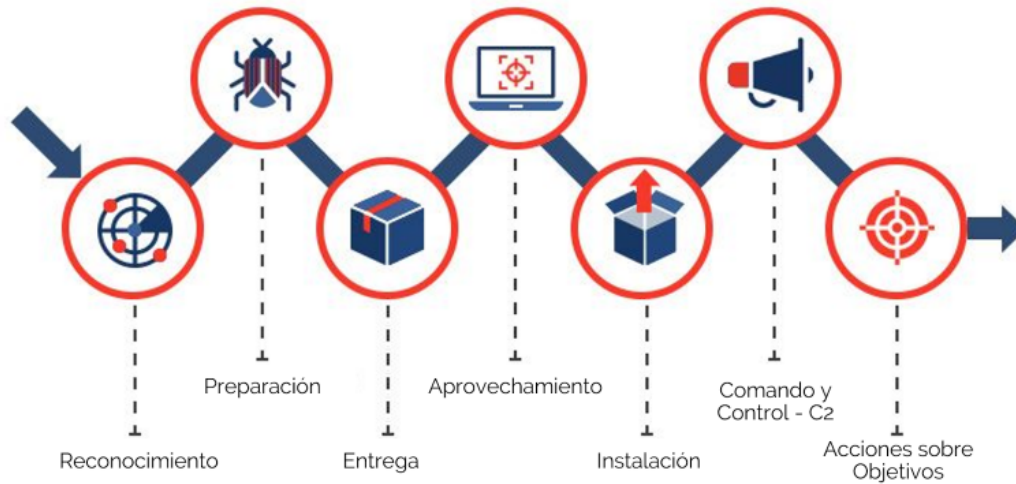 Preparación
Aprovechamiento
Comando y
Control - C2
Reconocimiento
Entrega
Instalación
Acciones sobre
Objetivos